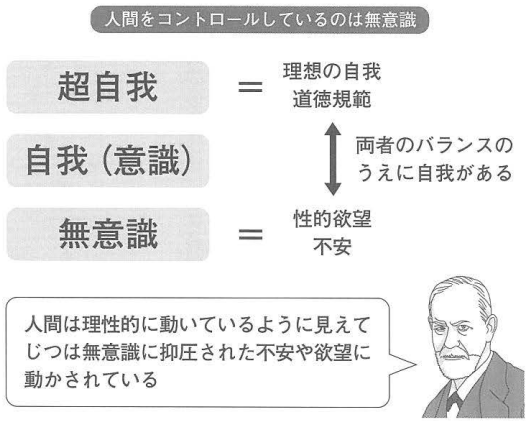 人間をコントロールしているのは無意識
超自我
＝
理想の自我
道徳規範
自我（意識）
両者のバランスの
うえに自我がある
無意識
＝
性的欲望
不安
人間は理性的に動いているように見えて
じつは無意識に抑圧された不安や欲望に
動かされている